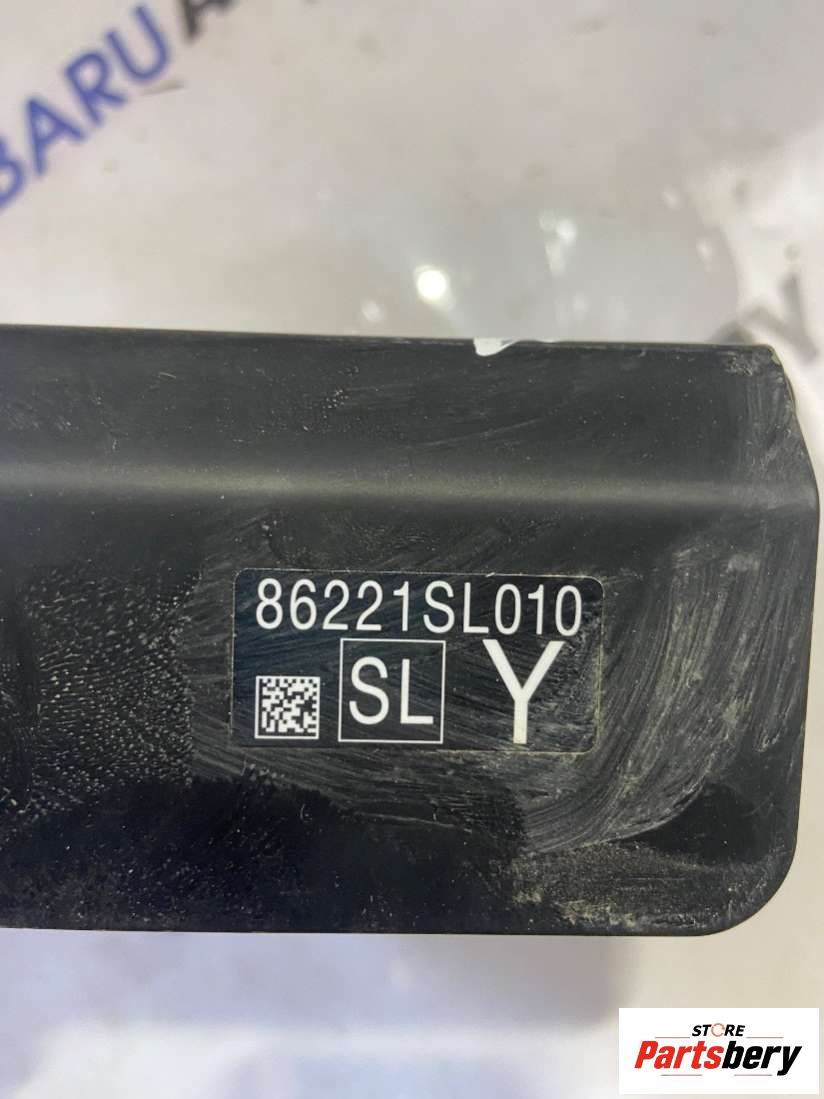 BARU
86221SL010
SL
Y
STORE
Partsbery